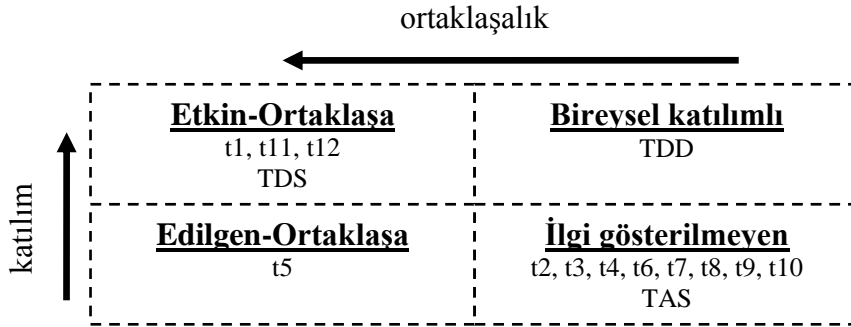 ortaklaşalık
katılım
Etkin-Ortaklaşa
t1, t11, t12
TDS
Bireysel katılımlı
TDD
Edilgen-Ortaklaşa
t5
İlgi gösterilmeyen
t2, t3, t4, t6, t7, t8, t9, t10
TAS